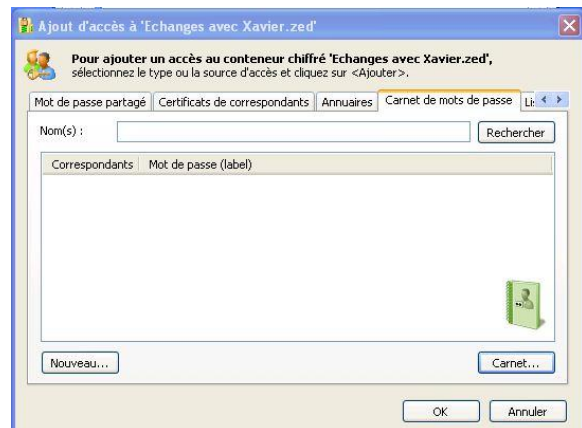 Ajout d'accès à 'Echanges avec Xavier.zed'
Pour ajouter un accès au conteneur chiffré 'Echanges avec Xavier.zed',
sélectionnez le type ou la source d'accès et cliquez sur <Ajouter>.
Mot de passe partagé Certificats de correspondants Annuaires Carnet de mots de passe Li
Nom(s) : Rechercher
Correspondants Mot de passe (label)
Nouveau... Carnet...
OK Annuler